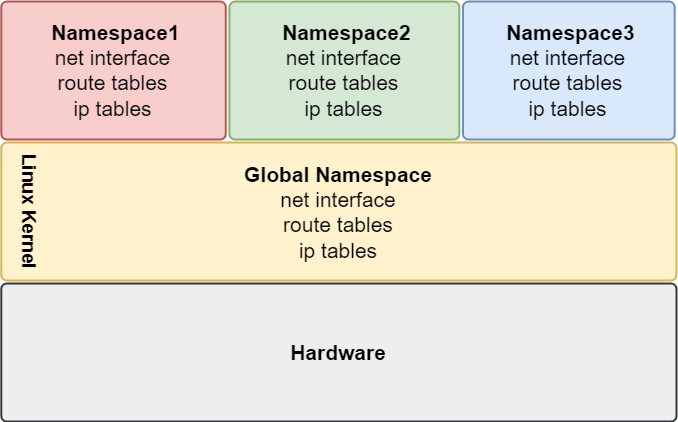 Namespace1
net interface
route tables
ip tables
Namespace2
net interface
route tables
ip tables
Namespace3
net interface
route tables
ip tables
Linux Kernel
Global Namespace
net interface
route tables
ip tables
Hardware